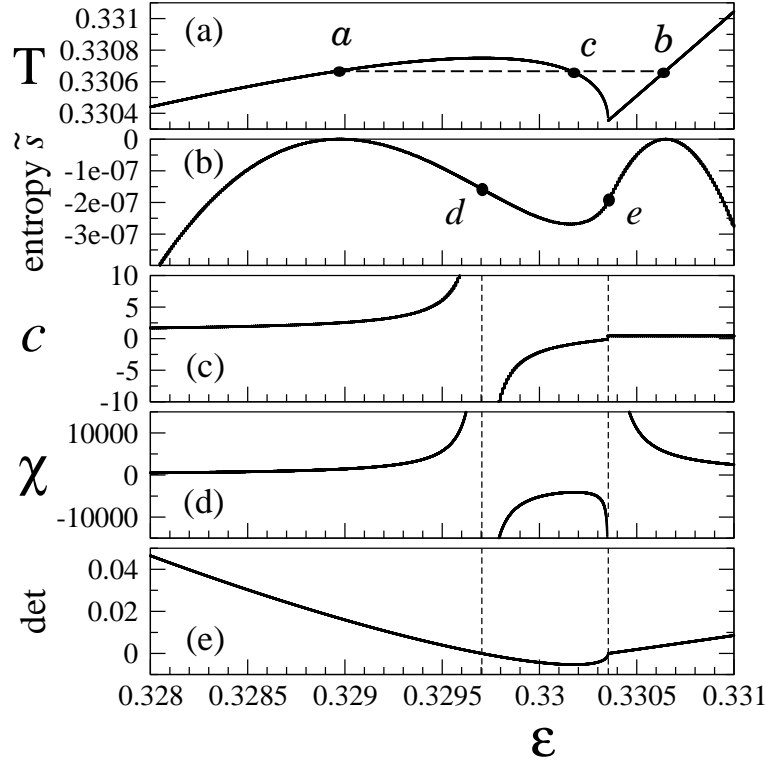 0.331
0.3308
0.3306
0.3304
T
(a)
a
c
b
0
-1e-07
-2e-07
-3e-07
entropy s̃
(b)
d
e
10
5
0
-5
-10
c
(c)
10000
0
-10000
χ
(d)
0.04
0.02
0
det
(e)
0.328 0.3285 0.329 0.3295 0.33 0.3305 0.331
ε